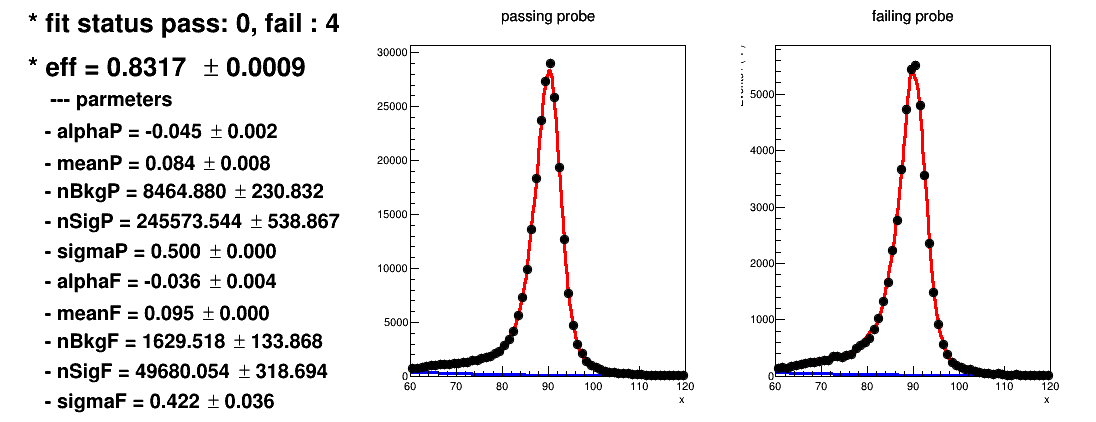 * fit status pass: 0, fail : 4
* eff = 0.8317 ± 0.0009
--- parmeters
- alphaP = -0.045 ± 0.002
- meanP = 0.084 ± 0.008
- nBkgP = 8464.880 ± 230.832
- nSigP = 245573.544 ± 538.867
- sigmaP = 0.500 ± 0.000
- alphaF = -0.036 ± 0.004
- meanF = 0.095 ± 0.000
- nBkgF = 1629.518 ± 133.868
- nSigF = 49680.054 ± 318.694
- sigmaF = 0.422 ± 0.036
passing probe
30000
25000
20000
15000
10000
5000
0
60 70 80 90 100 110 120
x
failing probe
5000
4000
3000
2000
1000
0
60 70 80 90 100 110 120
x